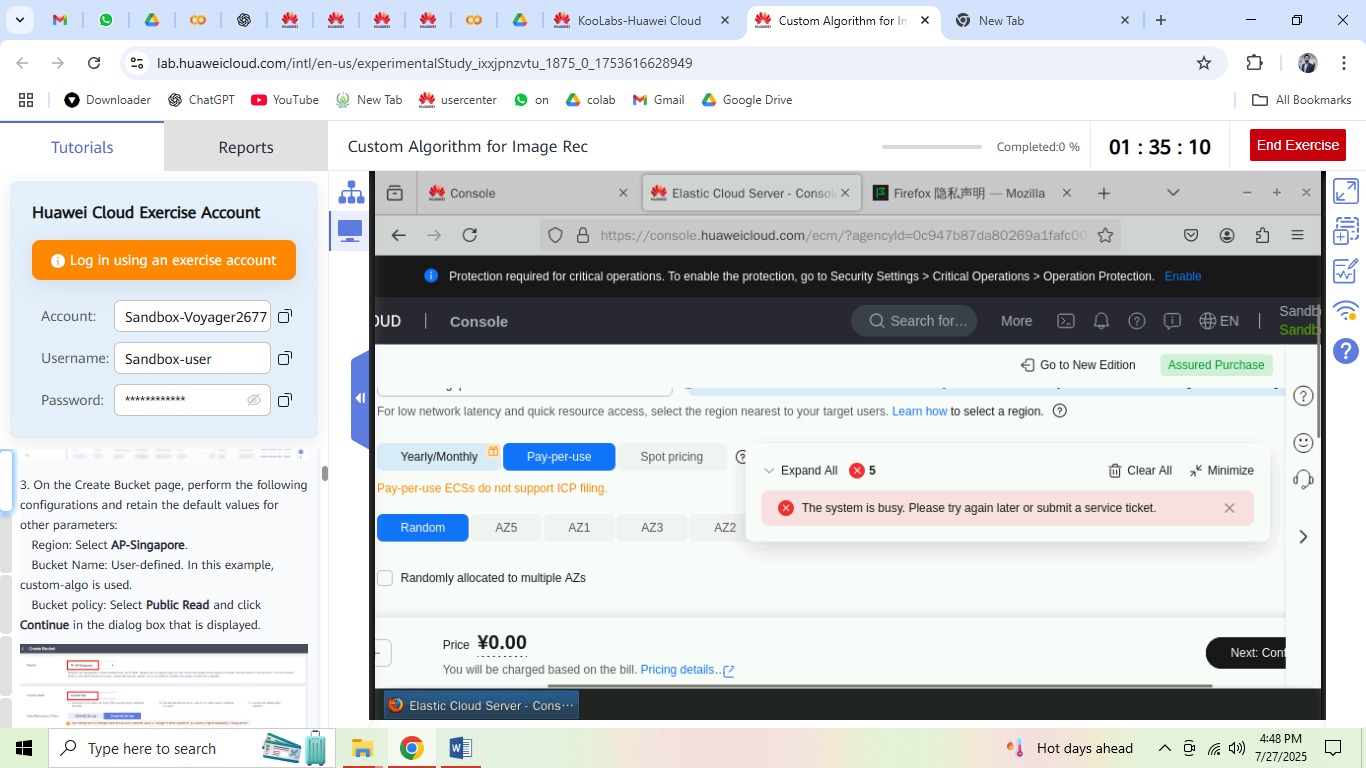 KooLabs-Huawei Cloud
Custom Algorithm for Im
New Tab
lab.huaweicloud.com/intl/en-us/experimentalStudy_ixxjpnzvtu_1875_0_1753616628949
Downloader
ChatGPT
YouTube
New Tab
usercenter
on
colab
Gmail
Google Drive
All Bookmarks
Tutorials
Reports
Custom Algorithm for Image Rec
Completed:0 %
01 : 35 : 10
End Exercise
Huawei Cloud Exercise Account
Log in using an exercise account
Account:
Sandbox-Voyager2677
Username:
Sandbox-user
Password:
************
3. On the Create Bucket page, perform the following
configurations and retain the default values for
other parameters:
Region: Select AP-Singapore.
Bucket Name: User-defined. In this example,
custom-algo is used.
Bucket policy: Select Public Read and click
Continue in the dialog box that is displayed.
Create Bucket
Console
Elastic Cloud Server - Consol
Firefox 隐私声明 — Mozilla
https://console.huaweicloud.com/ecm/?agencyId=0c947b87da80269a1fafc00
Protection required for critical operations. To enable the protection, go to Security Settings > Critical Operations > Operation Protection. Enable
OUD
Console
Search for...
More
EN
Sandb
Sandb
Go to New Edition
Assured Purchase
For low network latency and quick resource access, select the region nearest to your target users. Learn how to select a region.
Yearly/Monthly
Pay-per-use
Spot pricing
Expand All
5
Clear All
Minimize
Pay-per-use ECSs do not support ICP filing.
The system is busy. Please try again later or submit a service ticket.
Random
AZ5
AZ1
AZ3
AZ2
Randomly allocated to multiple AZs
Price ¥0.00
You will be charged based on the bill. Pricing details..
Next: Conf
Elastic Cloud Server - Cons···
Type here to search
Hot days ahead
4:48 PM
7/27/2025